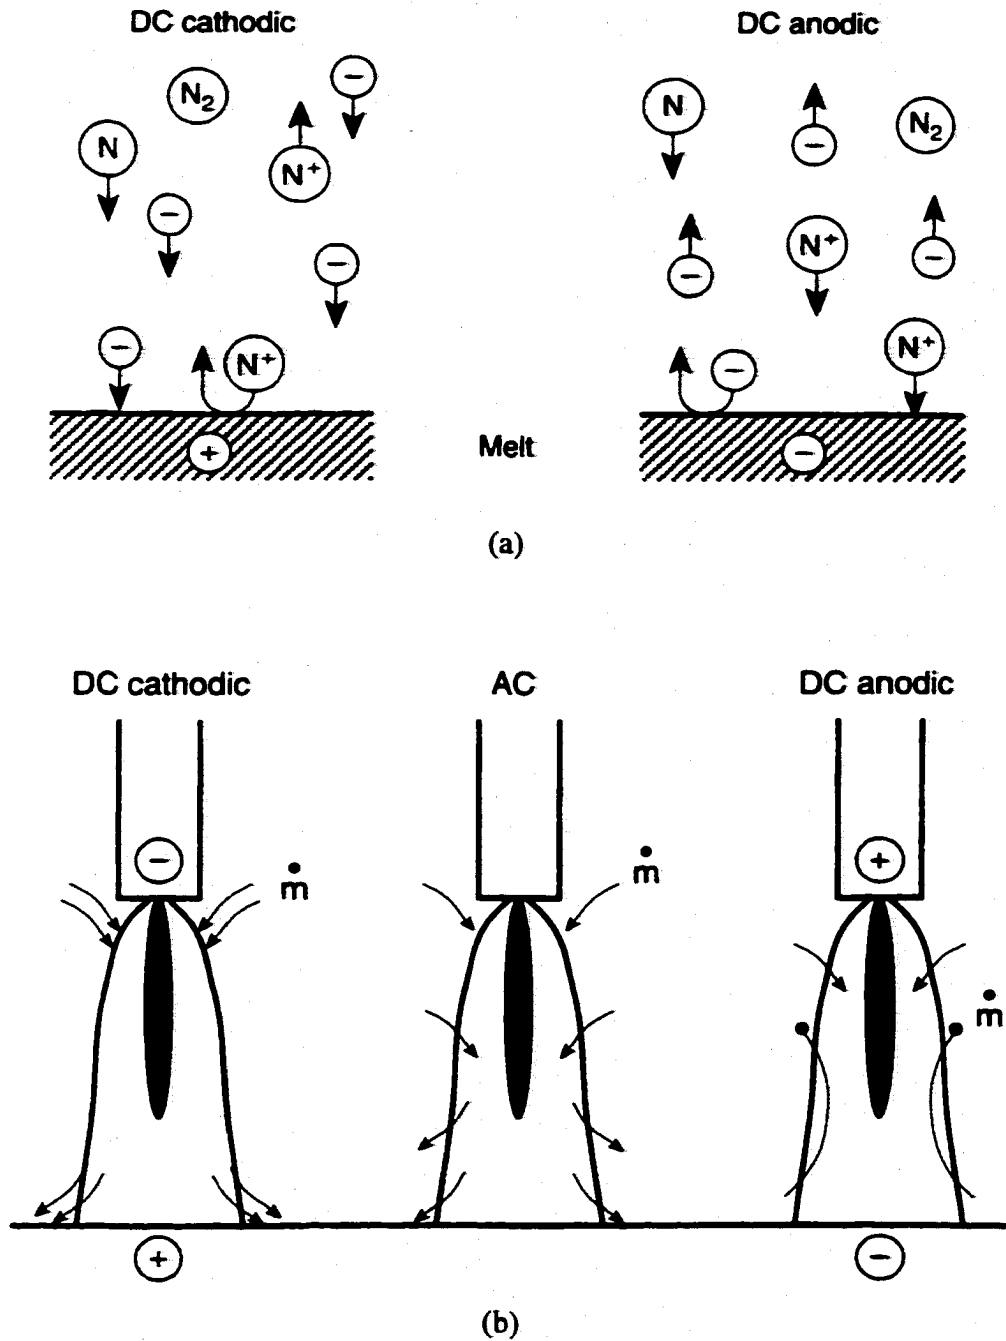 DC cathodic
DC anodic
N₂
−
N
N⁺
−
−
−
N⁺
+
N
−
N₂
N⁺
−
−
−
N⁺
−
Melt
(a)
DC cathodic
AC
DC anodic
−
ṁ
ṁ
+
ṁ
+
−
(b)